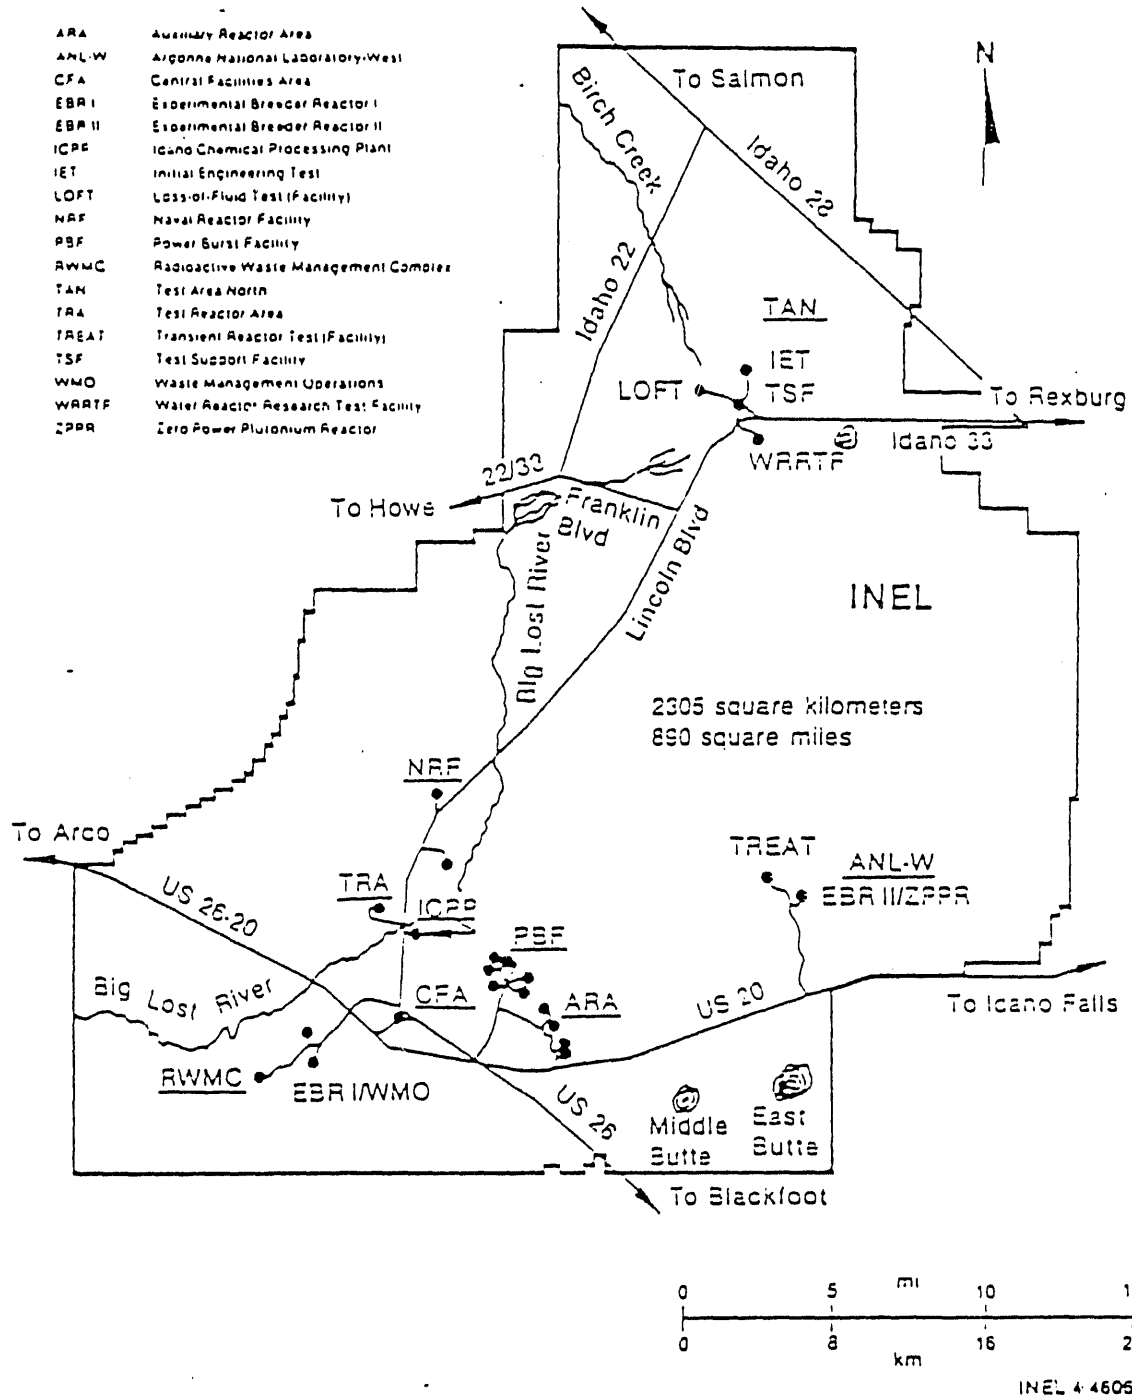 ARA Auxiliary Reactor Area
ANL-W Argonne National Laboratory-West
CFA Central Facilities Area
EBR I Experimental Breeder Reactor I
EBR II Experimental Breeder Reactor II
ICPP Idaho Chemical Processing Plant
IET Initial Engineering Test
LOFT Loss-of-Fluid Test (Facility)
NRF Naval Reactor Facility
PBF Power Burst Facility
RWMC Radioactive Waste Management Complex
TAN Test Area North
TRA Test Reactor Area
TREAT Transient Reactor Test (Facility)
TSF Test Support Facility
WMO Waste Management Operations
WRRTF Water Reactor Research Test Facility
ZPPR Zero Power Plutonium Reactor
N
To Salmon
Birch Creek
Idaho 28
Idaho 22
TAN
IET
LOFT
TSF
To Rexburg
Idaho 33
WRRTF
22/33
To Howe
Franklin
Blvd
Lincoln Blvd
Big Lost River
INEL
2305 square kilometers
890 square miles
NRF
To Arco
US 26-20
TREAT
ANL-W
EBR II/ZPPR
TRA
ICPP
PBF
Big Lost River
CFA
ARA
US 20
To Idaho Falls
RWMC
EBR I/WMO
US 26
Middle
Butte
East
Butte
To Blackfoot
mi
0 5 10 1
0 8 16 2
km
INEL 4 4606